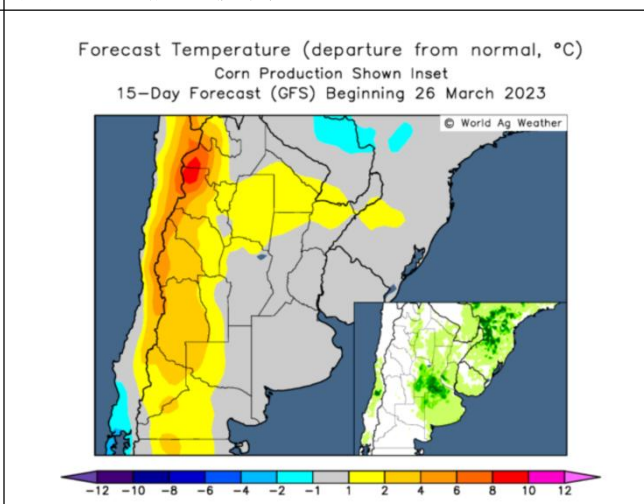 Forecast Temperature (departure from normal, °C)
Corn Production Shown Inset
15-Day Forecast (GFS) Beginning 26 March 2023
© World Ag Weather
-12 -10 -8 -6 -4 -2 -1 1 2 4 6 8 10 12